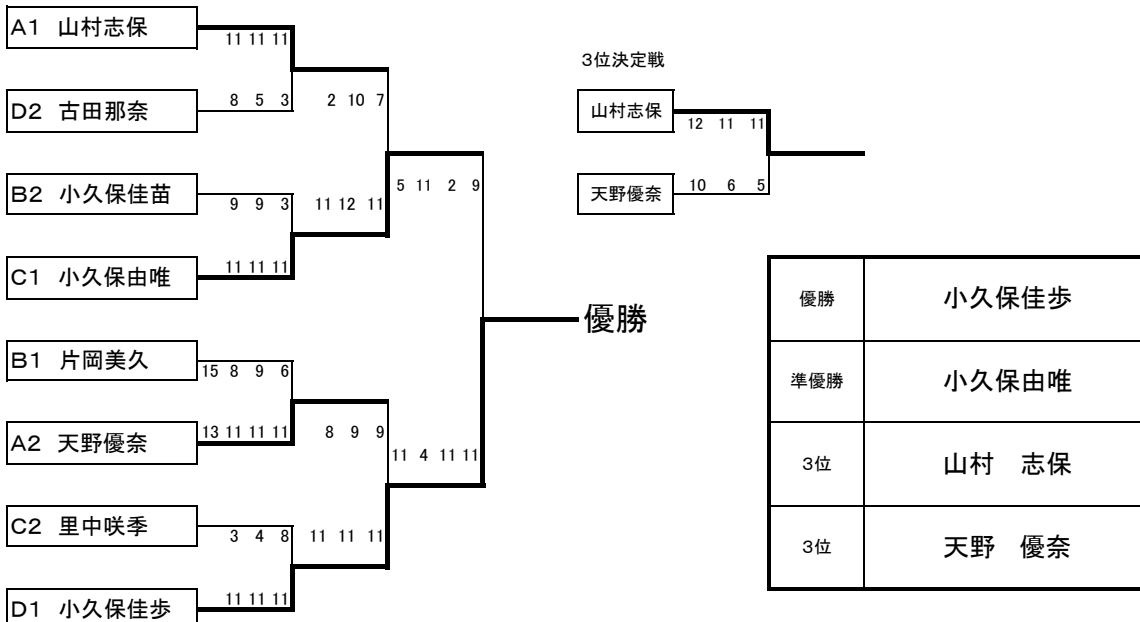 A1 山村志保
11 11 11
8 5 3
D2 古田那奈
2 10 7
B2 小久保佳苗
9 9 3
11 12 11
11 11 11
C1 小久保由唯
5 11 2 9
B1 片岡美久
15 8 9 6
13 11 11 11
A2 天野優奈
8 9 9
11 4 11 11
C2 里中咲季
3 4 8
11 11 11
11 11 11
D1 小久保佳歩
優勝
3位決定戦
山村志保
12 11 11
天野優奈
10 6 5
優勝 小久保佳歩
準優勝 小久保由唯
3位 山村 志保
3位 天野 優奈